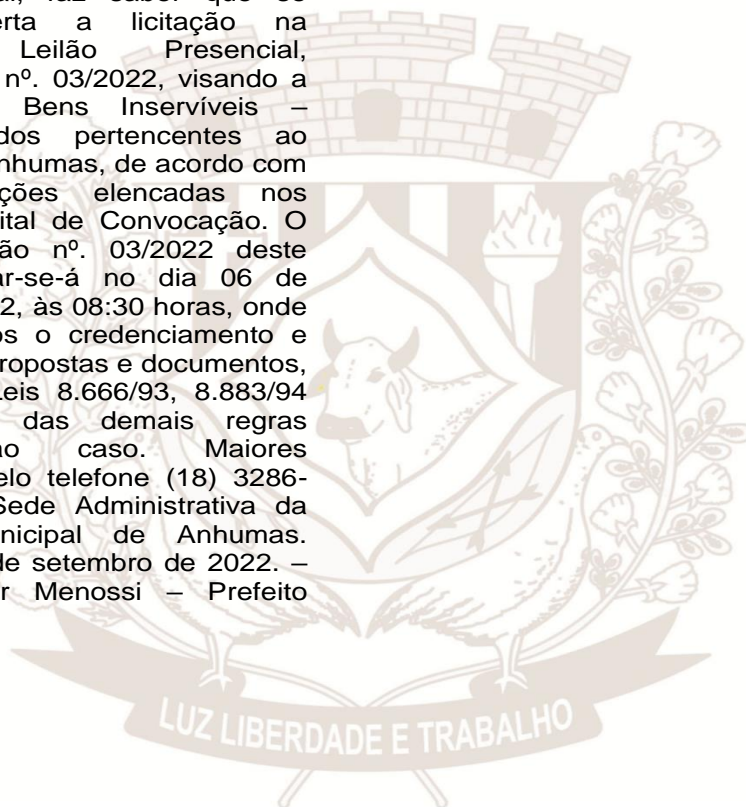 faz saber que
erta a licitação na
Leilão Presencial,
nº. 03/2022, visando a
Bens Inservíveis –
dos pertencentes ao
nhumas, de acordo com
ções elencadas nos
ital de Convocação. O
ão nº. 03/2022 deste
ar-se-á no dia 06 de
2, às 08:30 horas, onde
os o credenciamento e
ropostas e documentos,
Leis 8.666/93, 8.883/94
das demais regras
ao caso. Maiores
elo telefone (18) 3286-
Sede Administrativa da
nicipal de Anhumas.
de setembro de 2022. –
r Menossi – Prefeito
LUZ LIBERDADE E TRABALHO